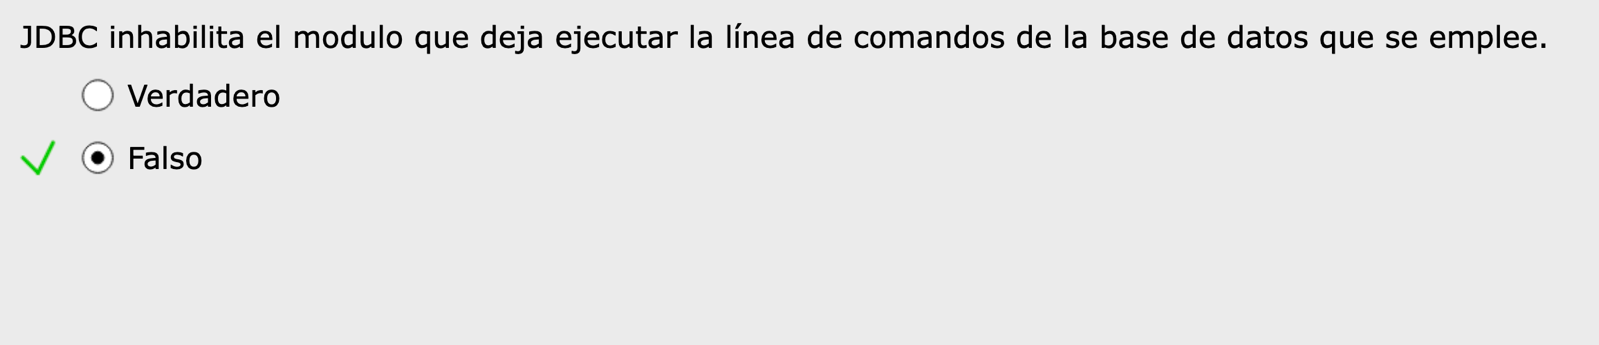 JDBC inhabilita el modulo que deja ejecutar la línea de comandos de la base de datos que se emplee.
Verdadero
Falso